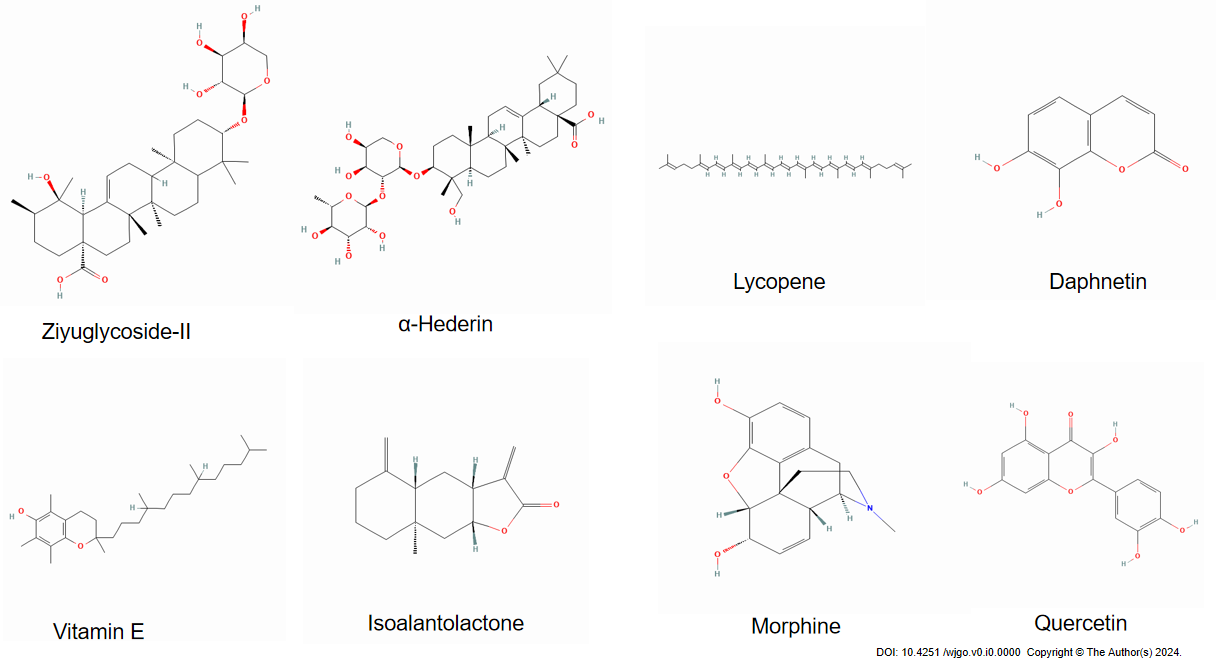 Ziyuglycoside-II
α-Hederin
Lycopene
Daphnetin
Vitamin E
Isoalantolactone
Morphine
Quercetin
DOI: 10.4251 /wjgo.v0.i0.0000 Copyright © The Author(s) 2024.